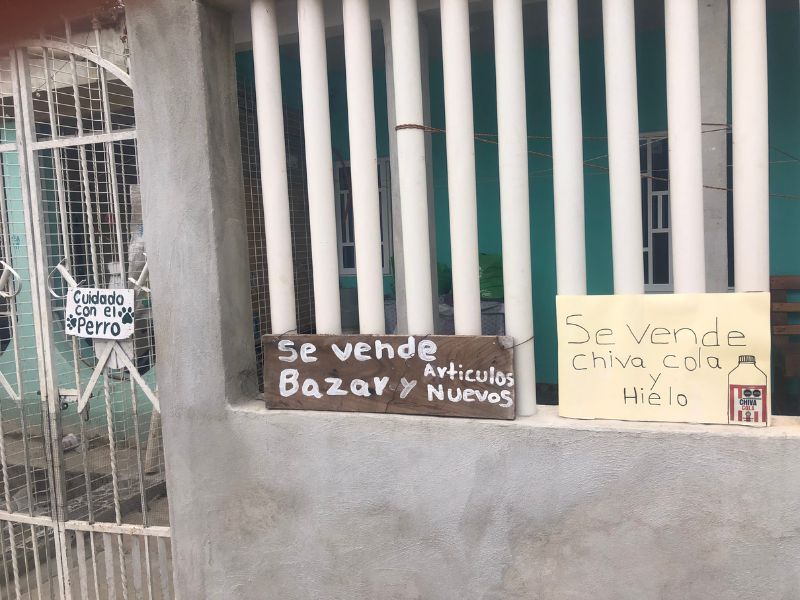 Cuidado
con el
Perro
Se vende
Bazar y Articulos
Nuevos
Se vende
chiva cola
y
Hielo
CHIVA
COLA